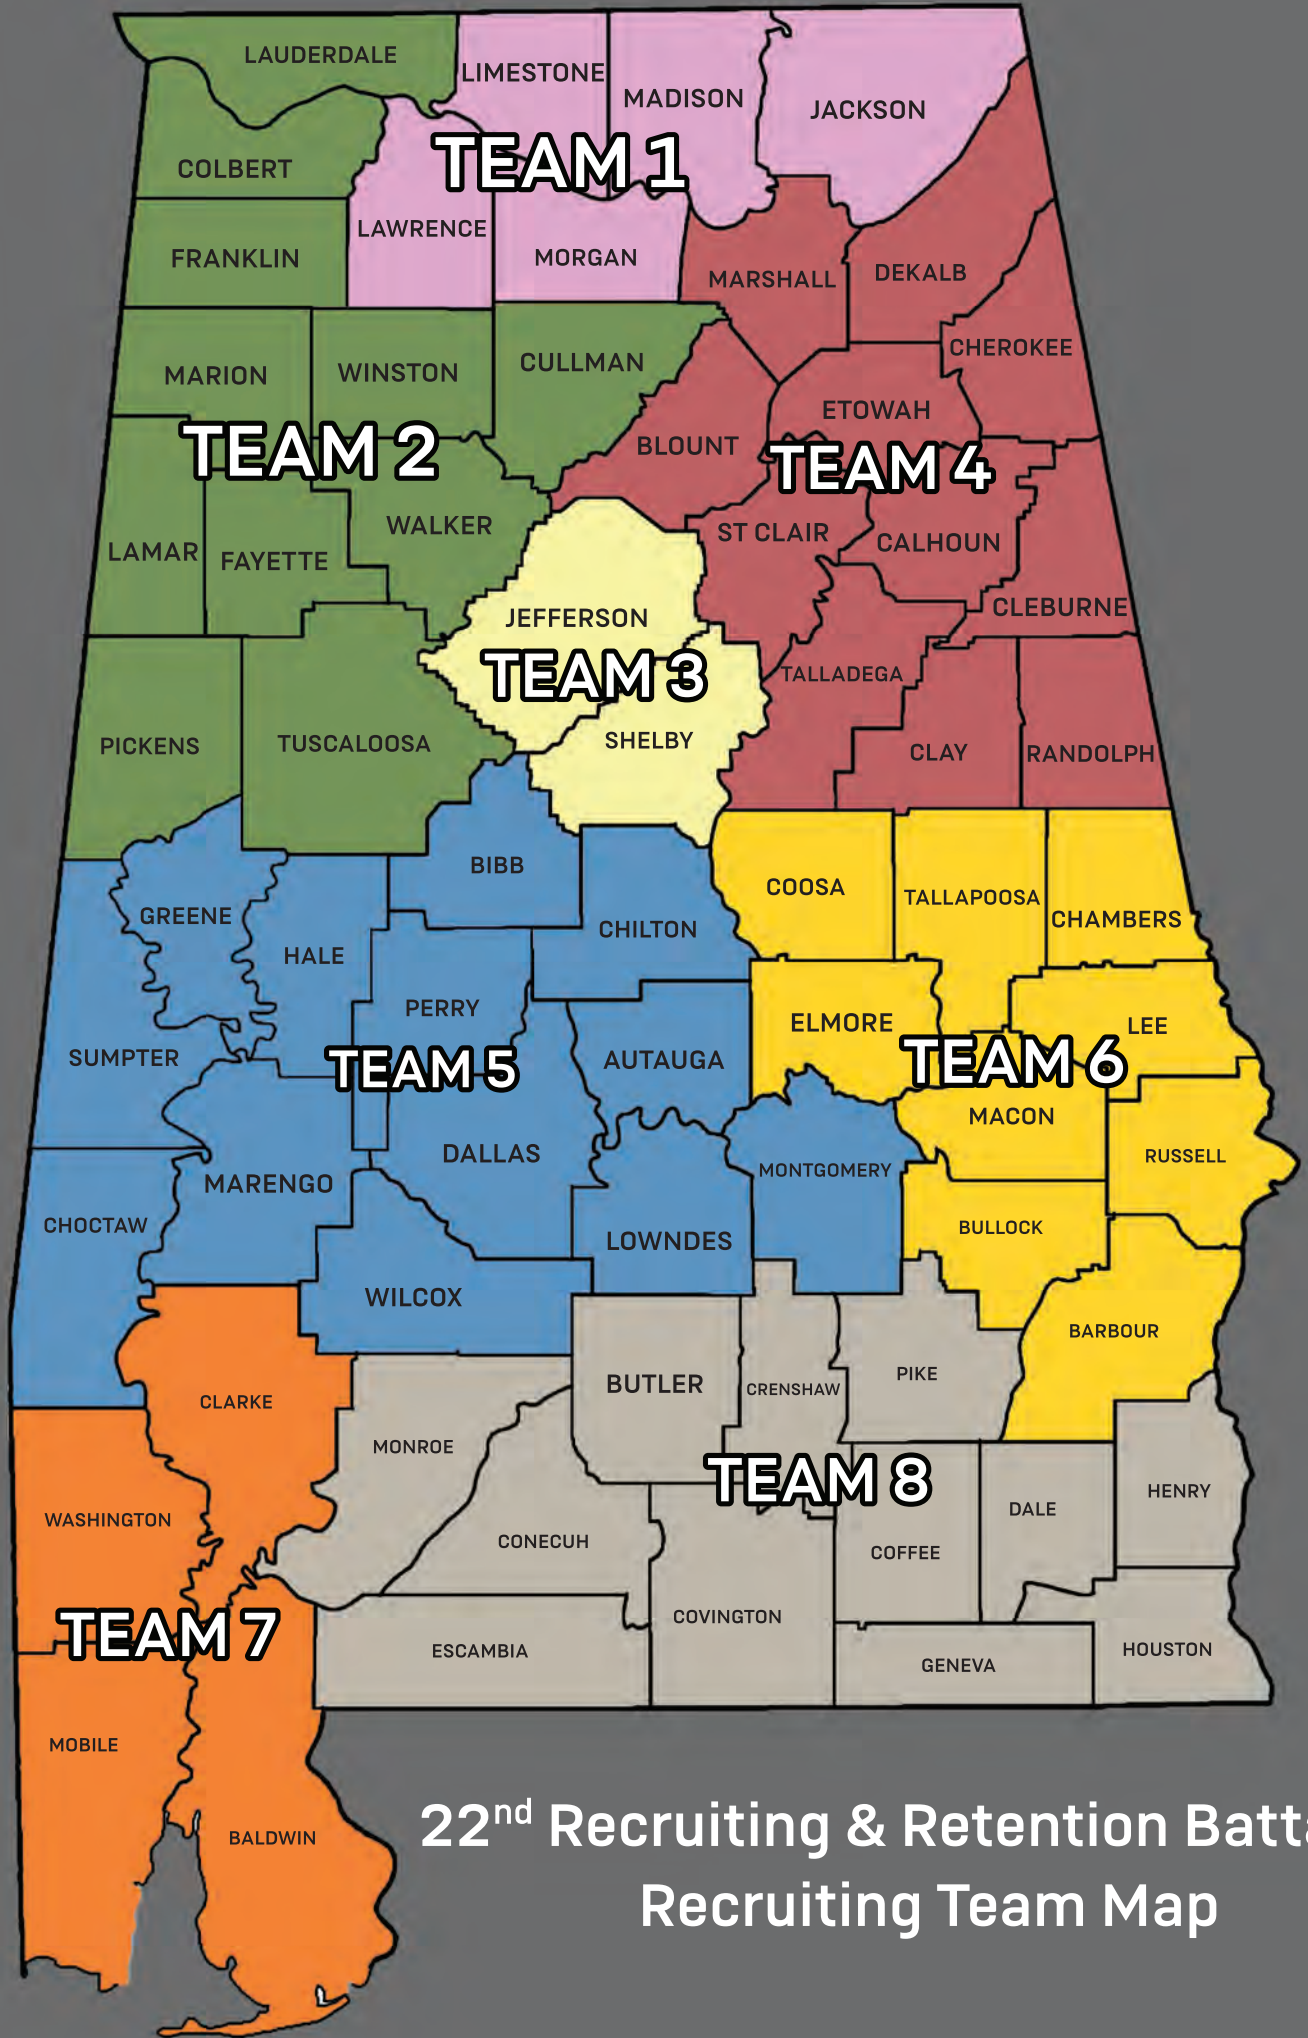 LAUDERDALE
LIMESTONE
MADISON
JACKSON
COLBERT
TEAM 1
LAWRENCE
FRANKLIN
MORGAN
MARSHALL
DEKALB
CHEROKEE
MARION
WINSTON
CULLMAN
ETOWAH
BLOUNT
TEAM 2
TEAM 4
WALKER
ST CLAIR
CALHOUN
LAMAR
FAYETTE
CLEBURNE
JEFFERSON
TEAM 3
TALLADEGA
PICKENS
TUSCALOOSA
SHELBY
CLAY
RANDOLPH
BIBB
COOSA
TALLAPOOSA
CHAMBERS
GREENE
CHILTON
HALE
PERRY
ELMORE
LEE
SUMPTER
TEAM 5
AUTAUGA
TEAM 6
MACON
DALLAS
MONTGOMERY
RUSSELL
MARENGO
CHOCTAW
LOWNDES
BULLOCK
WILCOX
BARBOUR
CLARKE
BUTLER
CRENSHAW
PIKE
MONROE
TEAM 8
HENRY
WASHINGTON
DALE
CONECUH
COFFEE
TEAM 7
COVINGTON
ESCAMBIA
GENEVA
HOUSTON
MOBILE
BALDWIN
22nd Recruiting & Retention Batta
Recruiting Team Map